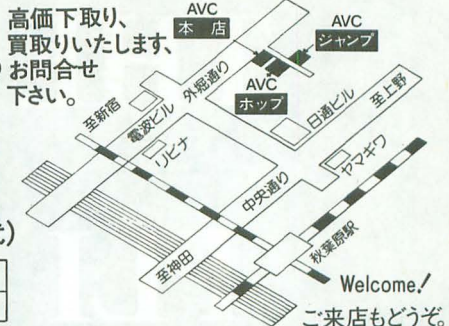 高価下取り、
買取りいたします、
お問合せ
下さい。
AVC
本店
AVC
ジャンプ
AVC
ホップ
外堀通り
至新宿
電波ビル
リビナ
日通ビル
至上野
ヤマギワ
中央通り
至神田
秋葉原駅
Welcome!
ご来店もどうぞ。